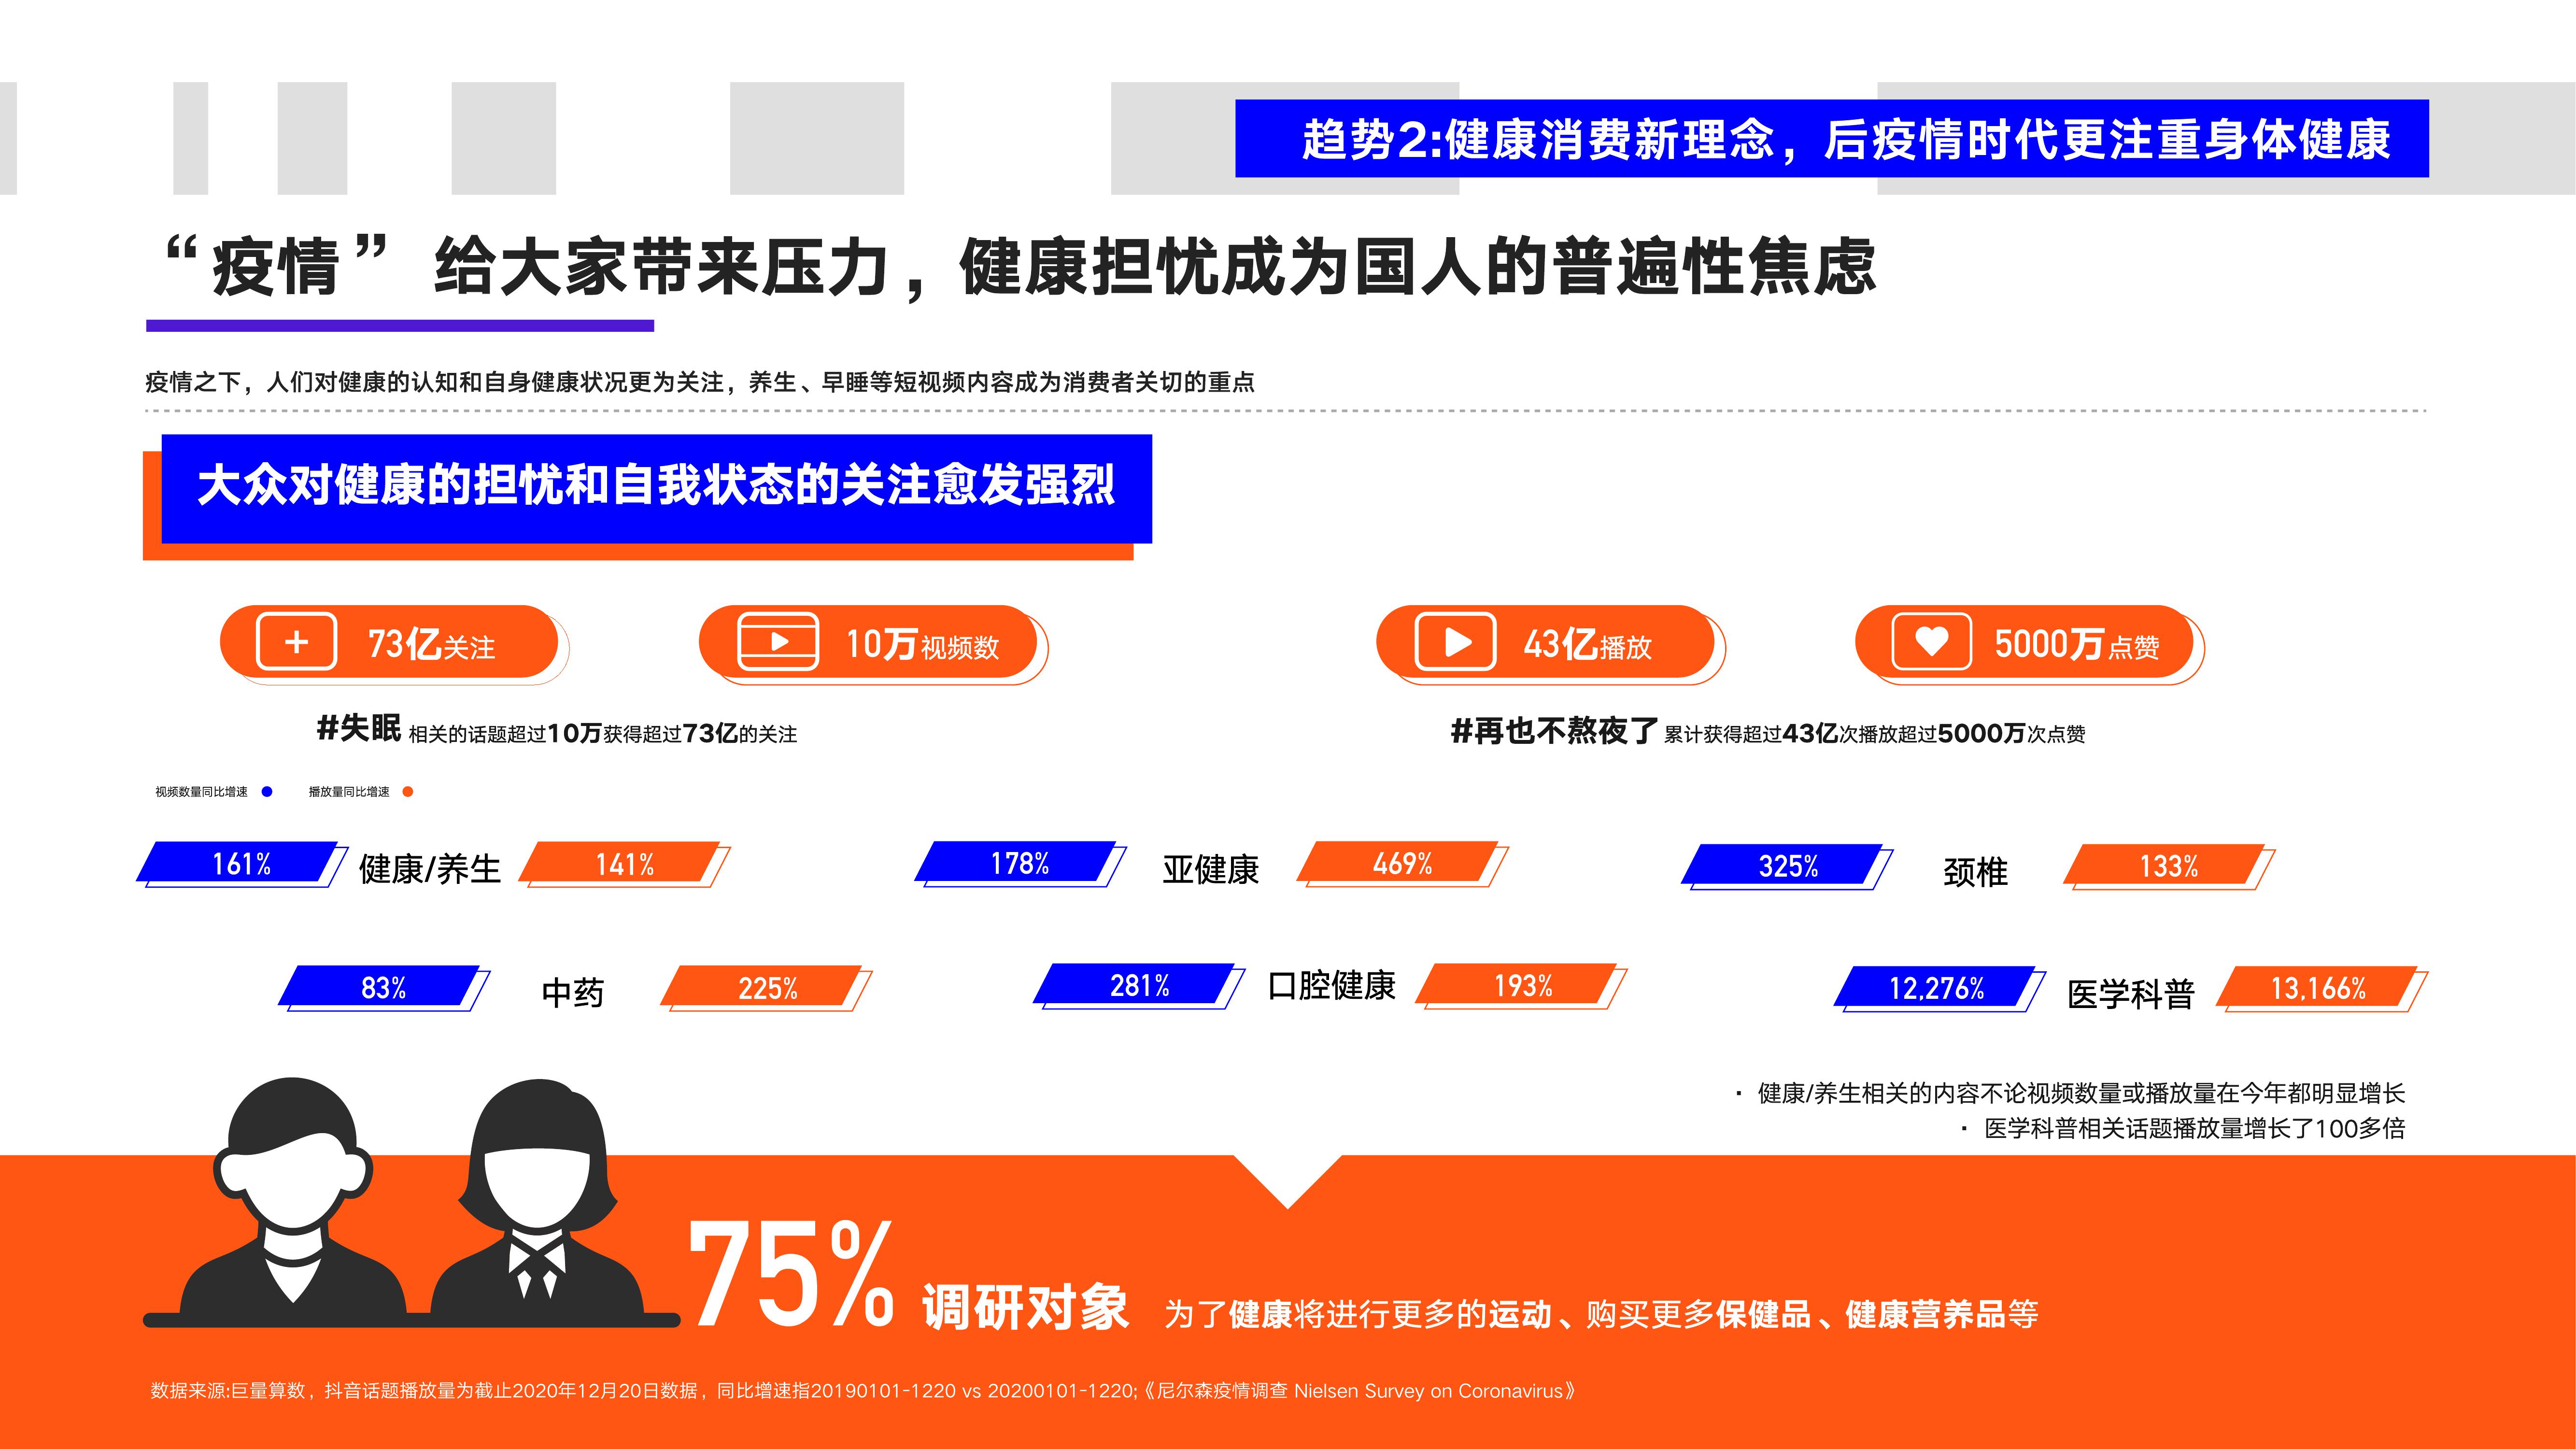 趋势2:健康消费新理念，后疫情时代更注重身体健康
“疫情” 给大家带来压力，健康担忧成为国人的普遍性焦虑
疫情之下，人们对健康的认知和自身健康状况更为关注，养生、早睡等短视频内容成为消费者关切的重点
大众对健康的担忧和自我状态的关注愈发强烈
73亿关注 10万视频数 43亿播放 5000万点赞
#失眠 相关的话题超过10万获得超过73亿的关注
#再也不熬夜了 累计获得超过43亿次播放超过5000万次点赞
视频数量同比增速 播放量同比增速
161% 健康/养生 141% 178% 亚健康 469% 325% 颈椎 133%
83% 中药 225% 281% 口腔健康 193% 12,276% 医学科普 13,166%
· 健康/养生相关的内容不论视频数量或播放量在今年都明显增长
· 医学科普相关话题播放量增长了100多倍
75% 调研对象 为了健康将进行更多的运动、购买更多保健品、健康营养品等
数据来源:巨量算数，抖音话题播放量为截止2020年12月20日数据，同比增速指20190101-1220 vs 20200101-1220;《尼尔森疫情调查 Nielsen Survey on Coronavirus》